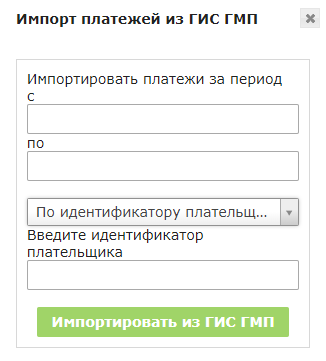 Импорт платежей из ГИС ГМП
Импортировать платежи за период
с
по
По идентификатору плательщ...
Введите идентификатор
плательщика
Импортировать из ГИС ГМП